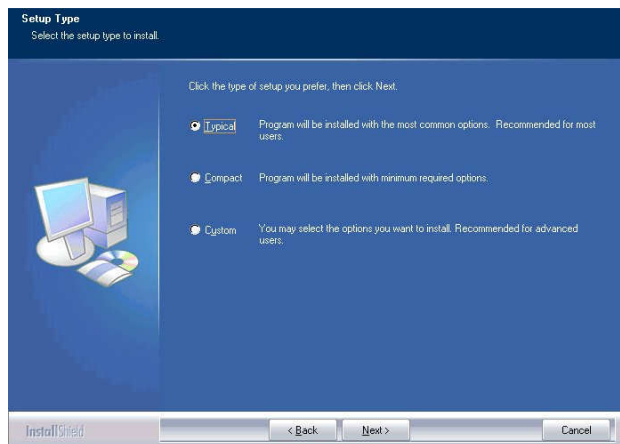 Setup Type
Select the setup type to install.
Click the type of setup you prefer, then click Next.
Typical
Program will be installed with the most common options. Recommended for most
users.
Compact
Program will be installed with minimum required options.
Custom
You may select the options you want to install. Recommended for advanced
users.
InstallShield
< Back
Next >
Cancel